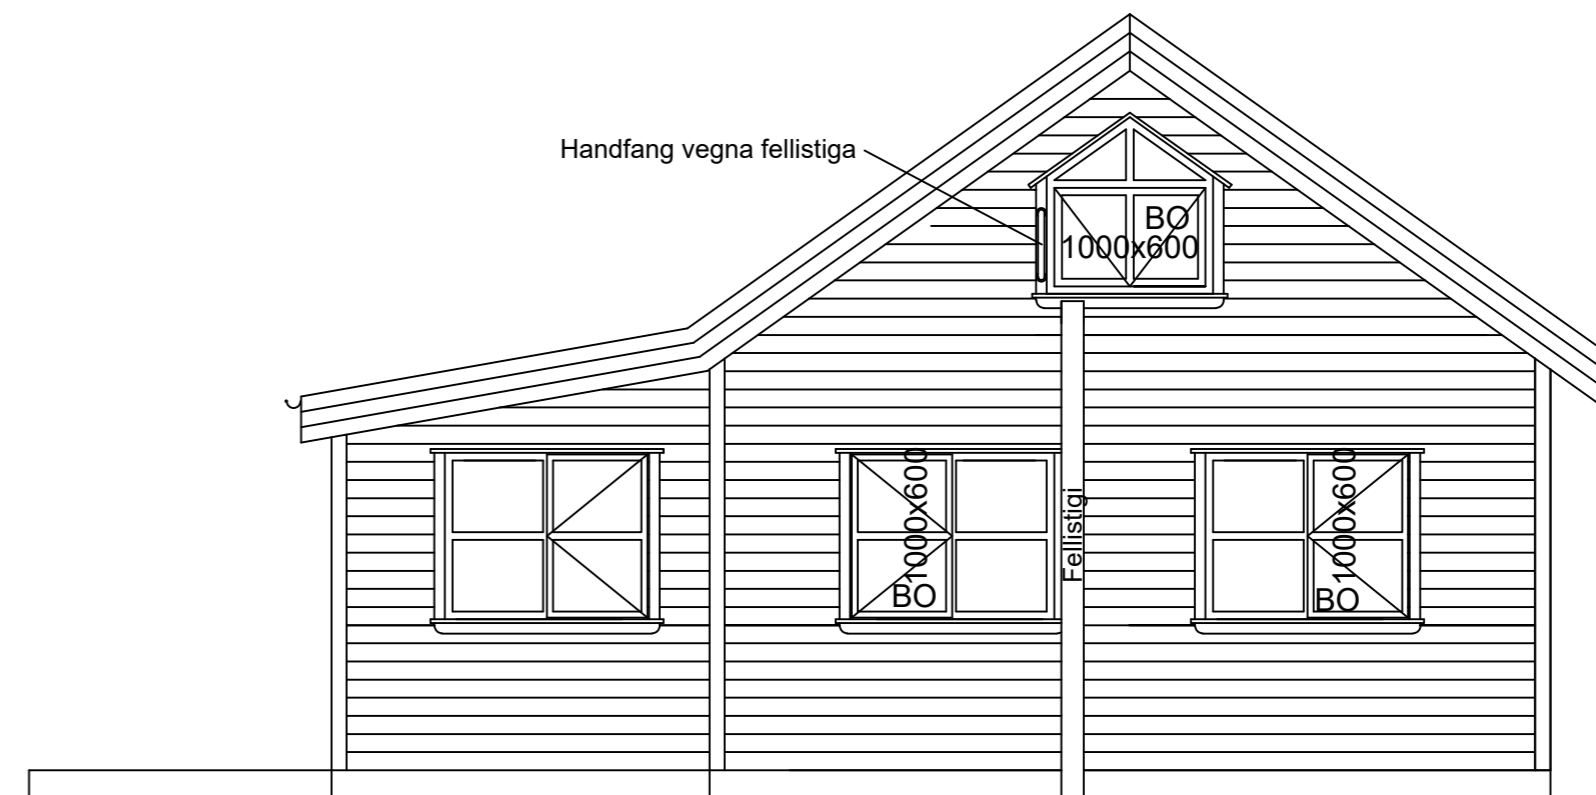 Handfang vegna fellistiga
BO
1000x600
1000x600
BO
Fellistigi
1000x600
BO